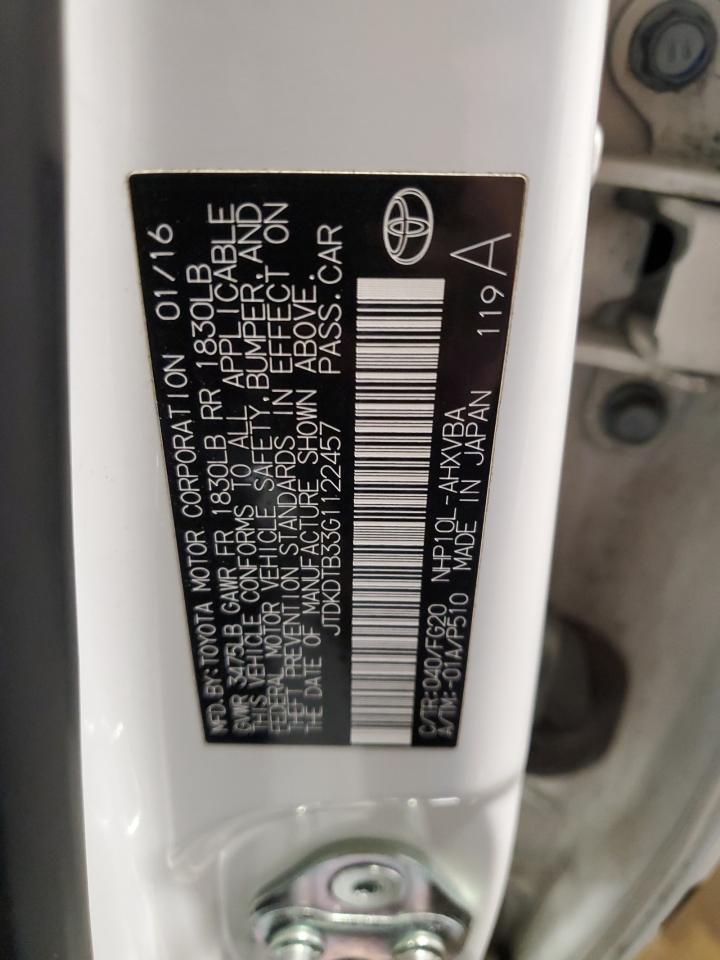 MFD. BY: TOYOTA MOTOR CORPORATION 01/16
GVWR 3475LB GAWR FR 1830LB RR 1830LB
THIS VEHICLE CONFORMS TO ALL APPLICABLE
FEDERAL MOTOR VEHICLE SAFETY, BUMPER, AND
THEFT PREVENTION STANDARDS IN EFFECT ON
THE DATE OF MANUFACTURE SHOWN ABOVE.
JTDKDTB33G1122457 PASS. CAR
C/TR: 040/FG20 NHP10L-AHXVBA
A/TM: -01A/P510 MADE IN JAPAN 119 A